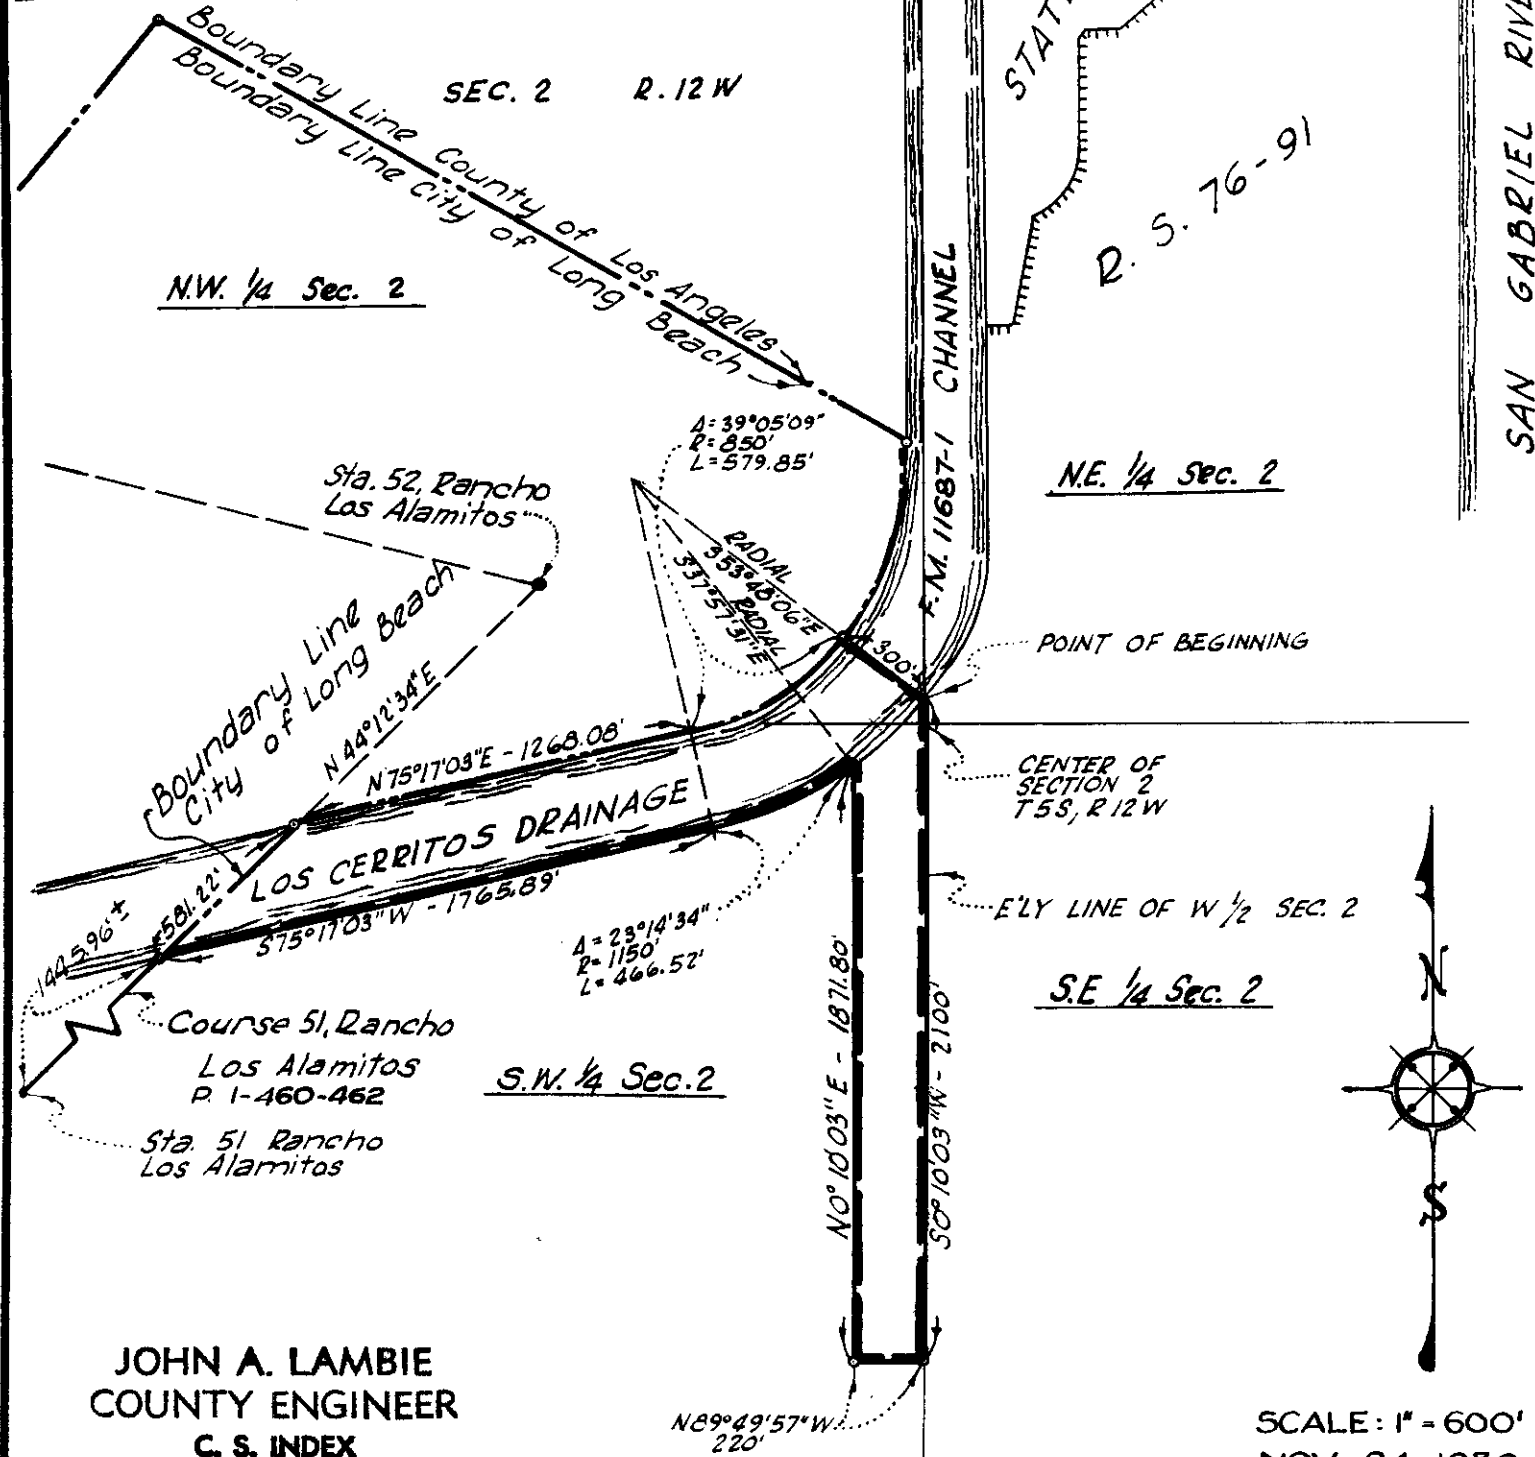 Boundary Line County of Los Angeles
Boundary Line City of Long Beach
SEC. 2 R. 12 W
R. S. 76-91
SAN GABRIEL
N.W. 1/4 Sec. 2
F.M. 11687-1 CHANNEL
Δ=39°05'09"
R=850'
L=579.85'
N.E. 1/4 Sec. 2
Sta. 52, Rancho
Los Alamitos
RADIAL
S53°48'06"E
RADIAL
S37°57'31"E
300'
POINT OF BEGINNING
Boundary Line
City of Long Beach
N44°12'34"E
N75°17'03"E - 1268.08'
CENTER OF
SECTION 2
T5S, R12W
LOS CERRITOS DRAINAGE
581.22'
1445.96'±
S75°17'03"W - 1765.89'
E'LY LINE OF W 1/2 SEC. 2
Δ=23°14'34"
R=1150'
L=466.52'
S.E 1/4 Sec. 2
N
Course 51, Rancho
Los Alamitos
P. 1-460-462
S.W. 1/4 Sec. 2
N0°10'03"E - 1871.80'
S0°10'03"W - 2100'
Sta. 51 Rancho
Los Alamitos
S
JOHN A. LAMBIE
COUNTY ENGINEER
C. S. INDEX
N89°49'57"W
220'
SCALE: 1" = 600'